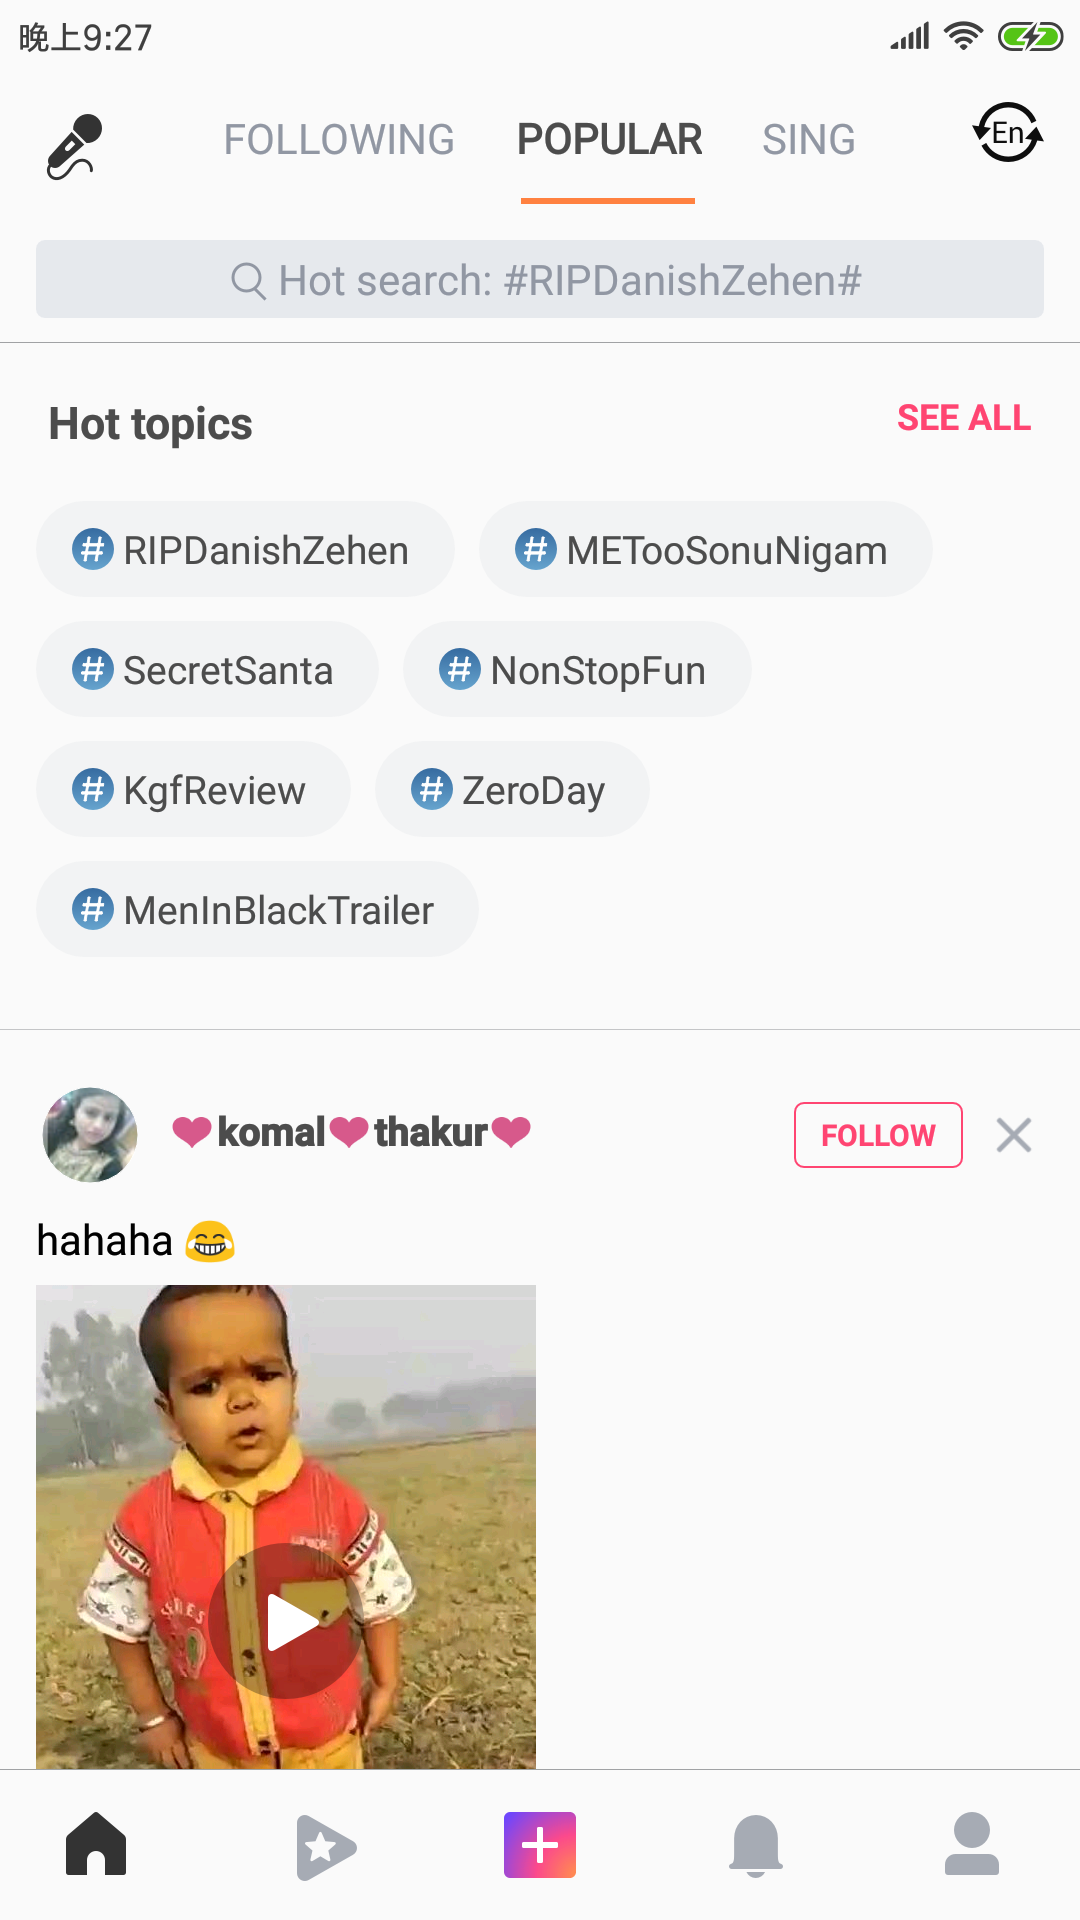 晚上9:27
FOLLOWING POPULAR SING En
Hot search: #RIPDanishZehen#
Hot topics SEE ALL
# RIPDanishZehen # METooSonuNigam
# SecretSanta # NonStopFun
# KgfReview # ZeroDay
# MenInBlackTrailer
❤komal❤thakur❤ FOLLOW
hahaha 😂